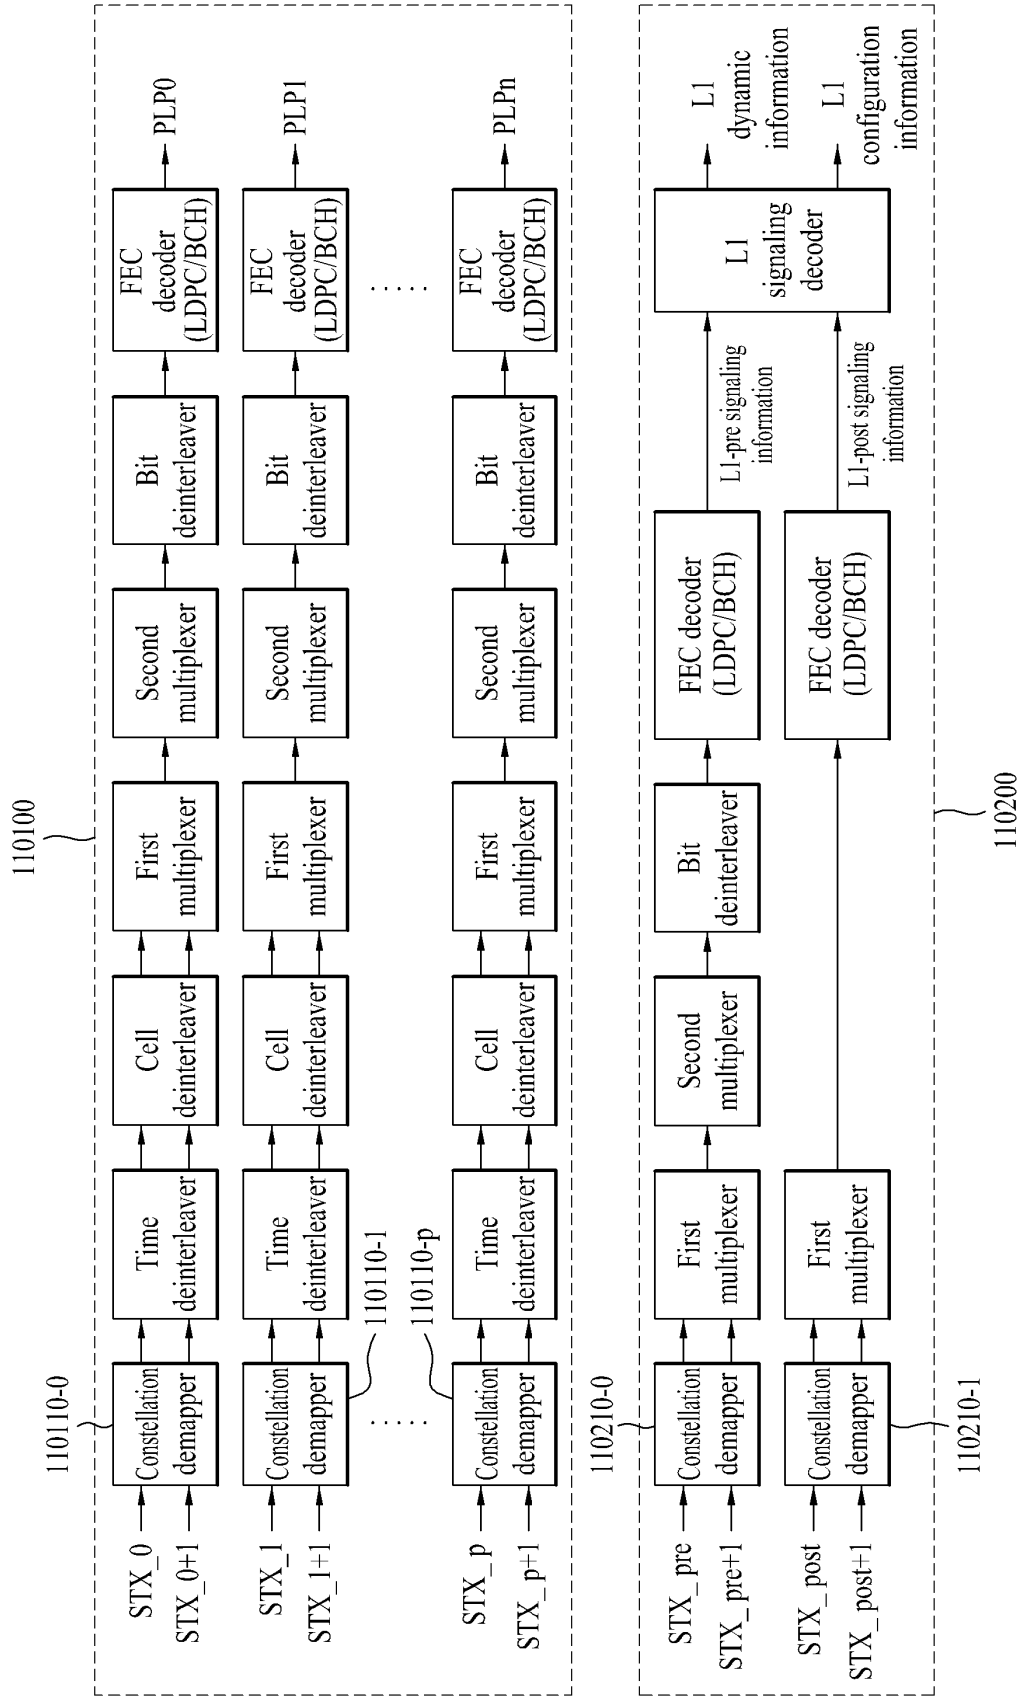 110100
110110-0
STX_0
STX_0+1
Constellation
demapper
Time
deinterleaver
Cell
deinterleaver
First
multiplexer
Second
multiplexer
Bit
deinterleaver
FEC
decoder
(LDPC/BCH)
PLP0
STX_1
STX_1+1
Constellation
demapper
Time
deinterleaver
Cell
deinterleaver
First
multiplexer
Second
multiplexer
Bit
deinterleaver
FEC
decoder
(LDPC/BCH)
PLP1
110110-1
.....
.....
110110-p
STX_p
STX_p+1
Constellation
demapper
Time
deinterleaver
Cell
deinterleaver
First
multiplexer
Second
multiplexer
Bit
deinterleaver
FEC
decoder
(LDPC/BCH)
PLPn
110210-0
STX_pre
STX_pre+1
Constellation
demapper
First
multiplexer
Second
multiplexer
Bit
deinterleaver
FEC decoder
(LDPC/BCH)
L1-pre signaling
information
L1
signaling
decoder
L1
dynamic
information
STX_post
STX_post+1
Constellation
demapper
First
multiplexer
FEC decoder
(LDPC/BCH)
L1-post signaling
information
L1
configuration
information
110210-1
110200